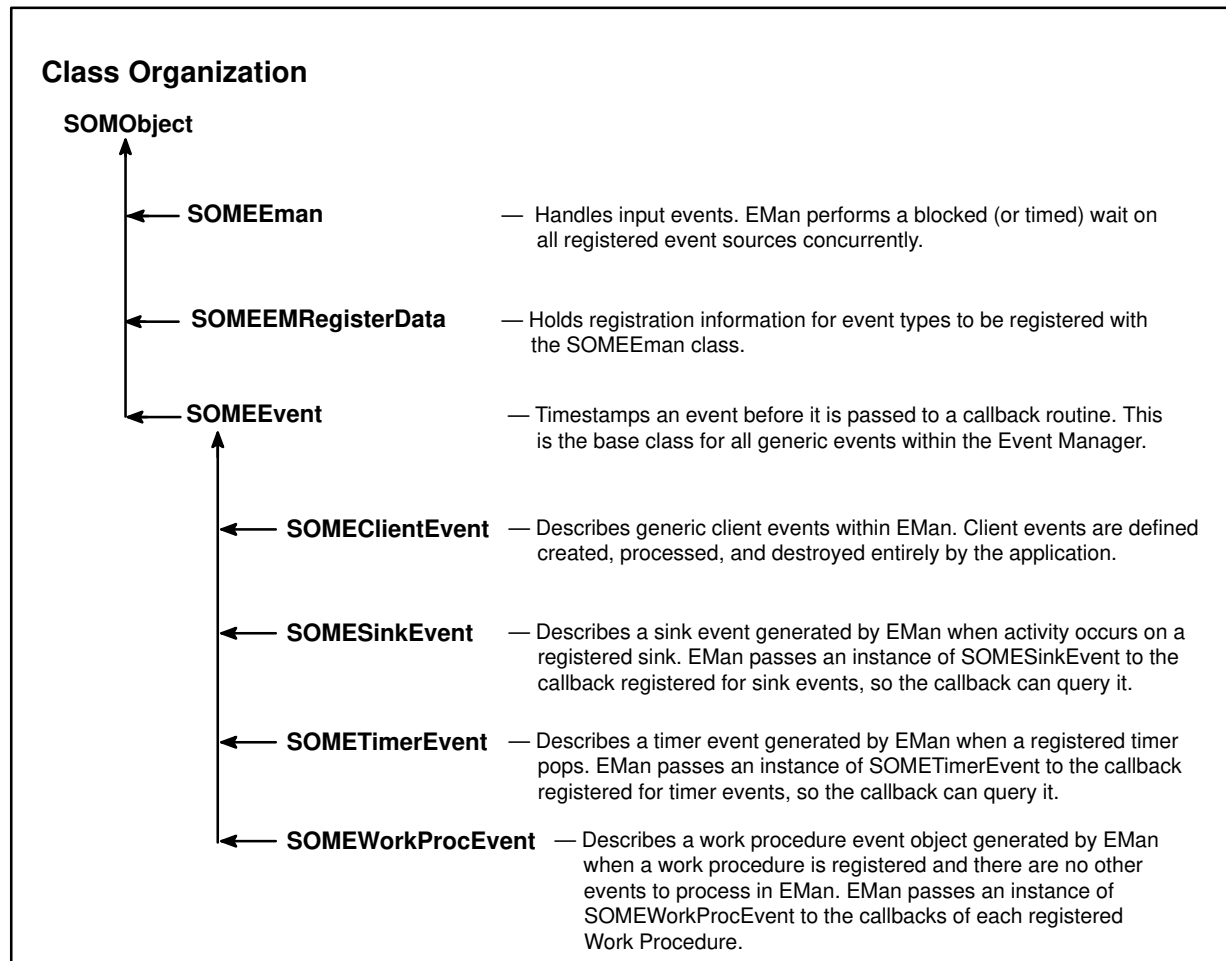 Class Organization
SOMObject
SOMEEman — Handles input events. EMan performs a blocked (or timed) wait on
all registered event sources concurrently.
SOMEEMRegisterData — Holds registration information for event types to be registered with
the SOMEEman class.
SOMEEvent — Timestamps an event before it is passed to a callback routine. This
is the base class for all generic events within the Event Manager.
SOMEClientEvent — Describes generic client events within EMan. Client events are defined
created, processed, and destroyed entirely by the application.
SOMESinkEvent — Describes a sink event generated by EMan when activity occurs on a
registered sink. EMan passes an instance of SOMESinkEvent to the
callback registered for sink events, so the callback can query it.
SOMETimerEvent — Describes a timer event generated by EMan when a registered timer
pops. EMan passes an instance of SOMETimerEvent to the callback
registered for timer events, so the callback can query it.
SOMEWorkProcEvent — Describes a work procedure event object generated by EMan
when a work procedure is registered and there are no other
events to process in EMan. EMan passes an instance of
SOMEWorkProcEvent to the callbacks of each registered
Work Procedure.